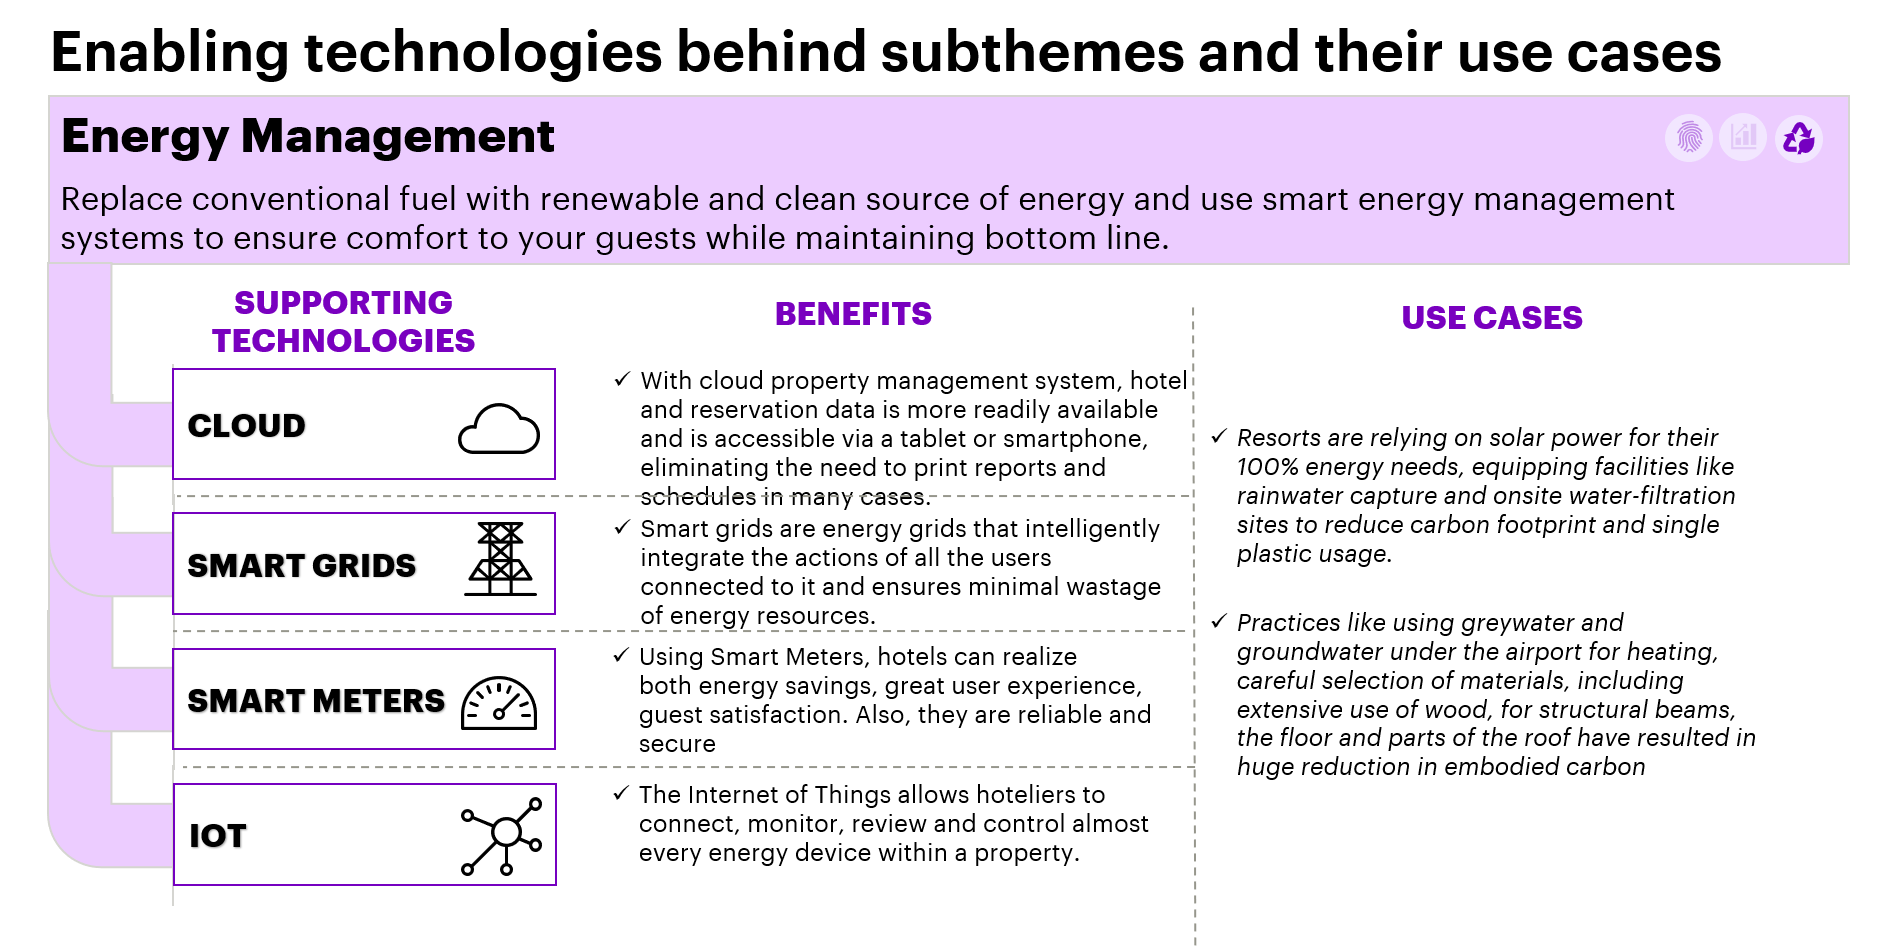 Enabling technologies behind subthemes and their use cases
Energy Management
Replace conventional fuel with renewable and clean source of energy and use smart energy management
systems to ensure comfort to your guests while maintaining bottom line.
SUPPORTING
TECHNOLOGIES
BENEFITS
USE CASES
CLOUD
✓ With cloud property management system, hotel
and reservation data is more readily available
and is accessible via a tablet or smartphone,
eliminating the need to print reports and
schedules in many cases.
SMART GRIDS
✓ Smart grids are energy grids that intelligently
integrate the actions of all the users
connected to it and ensures minimal wastage
of energy resources.
SMART METERS
✓ Using Smart Meters, hotels can realize
both energy savings, great user experience,
guest satisfaction. Also, they are reliable and
secure
IOT
✓ The Internet of Things allows hoteliers to
connect, monitor, review and control almost
every energy device within a property.
✓ Resorts are relying on solar power for their
100% energy needs, equipping facilities like
rainwater capture and onsite water-filtration
sites to reduce carbon footprint and single
plastic usage.
✓ Practices like using greywater and
groundwater under the airport for heating,
careful selection of materials, including
extensive use of wood, for structural beams,
the floor and parts of the roof have resulted in
huge reduction in embodied carbon